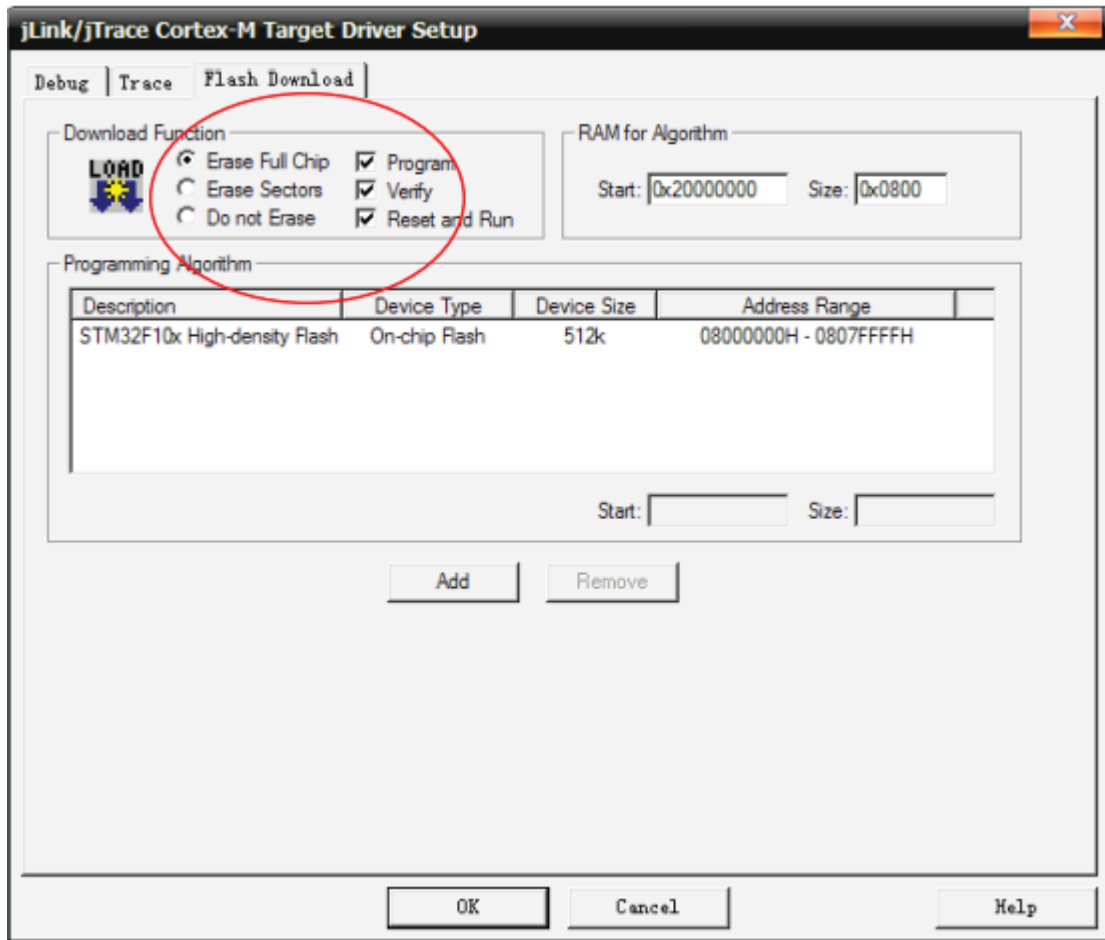 jLink/jTrace Cortex-M Target Driver Setup
Debug Trace Flash Download
Download Function
LOAD
Erase Full Chip
Erase Sectors
Do not Erase
Program
Verify
Reset and Run
RAM for Algorithm
Start: 0x20000000 Size: 0x0800
Programming Algorithm
Description Device Type Device Size Address Range
STM32F10x High-density Flash On-chip Flash 512k 08000000H - 0807FFFFH
Start: Size:
Add Remove
OK Cancel Help